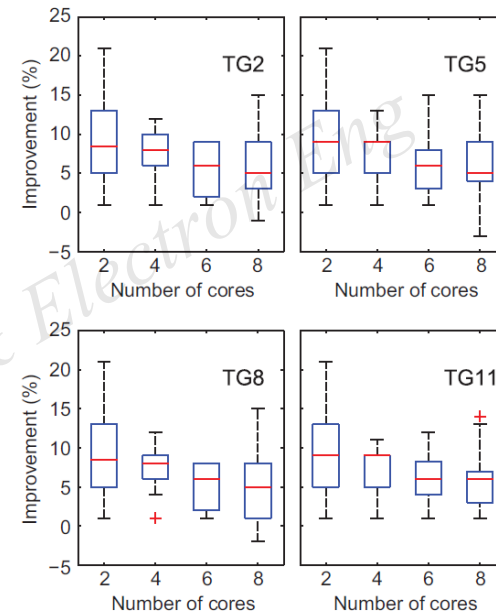 25
20
15
10
5
0
−5
Improvement (%)
TG2
2 4 6 8
Number of cores
TG5
2 4 6 8
Number of cores
& Electron Eng
25
20
15
10
5
0
−5
Improvement (%)
TG8
2 4 6 8
Number of cores
TG11
2 4 6 8
Number of cores